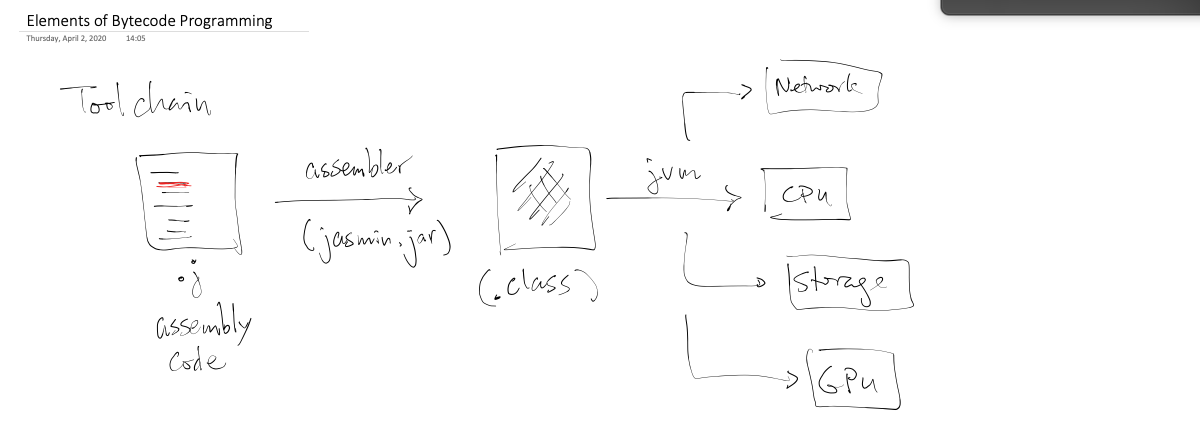 Elements of Bytecode Programming
Thursday, April 2, 2020 14:05
Tool chain
assembler
(jasmin.jar)
.j
assembly
code
(.class)
jvm
Network
CPU
Storage
GPU